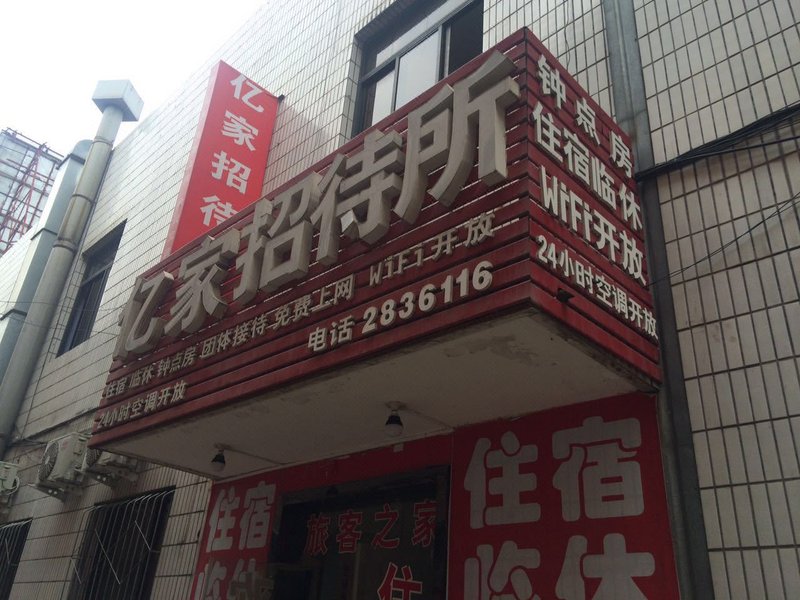 亿家招待
亿家招待所
住宿 临休 钟点房 团体接待 免费上网 WiFi开放
24小时空调开放
电话 2836116
钟点房
住宿临休
WiFi开放
24小时空调开放
住宿
临休
旅客之家
住
住宿
临休